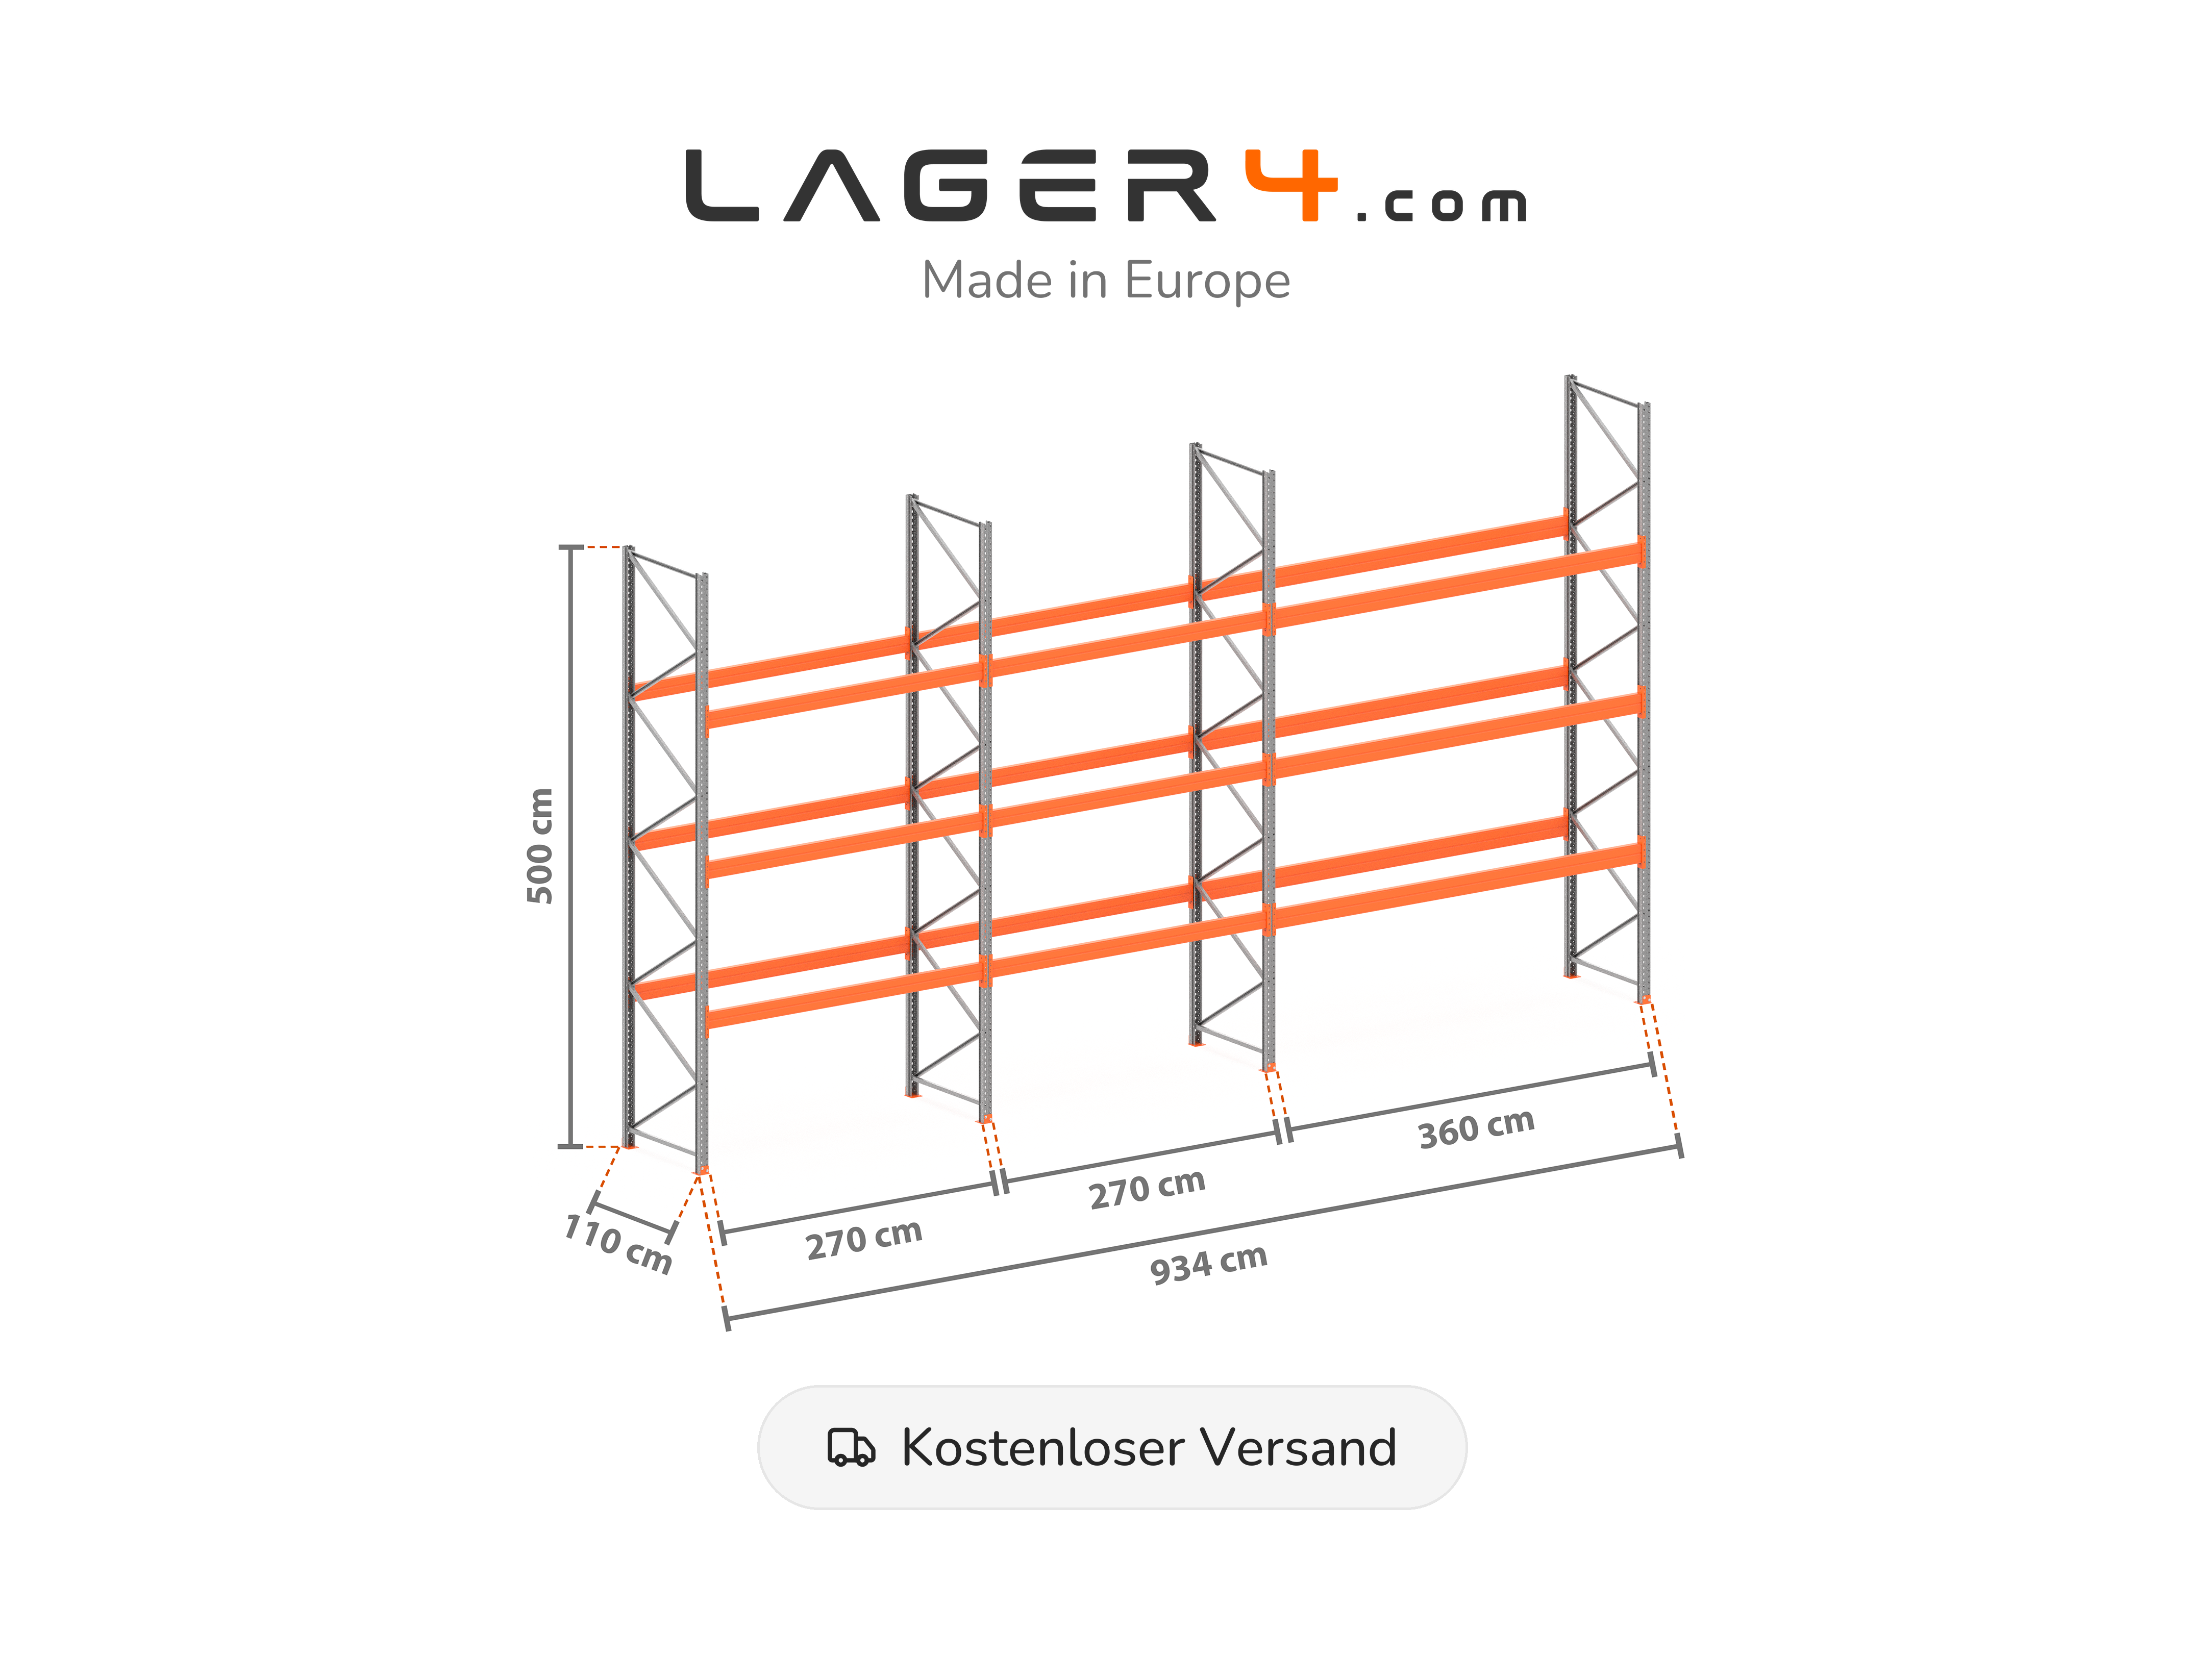 LAGER4.com
Made in Europe
500 cm
110 cm
270 cm
270 cm
360 cm
934 cm
Kostenloser Versand